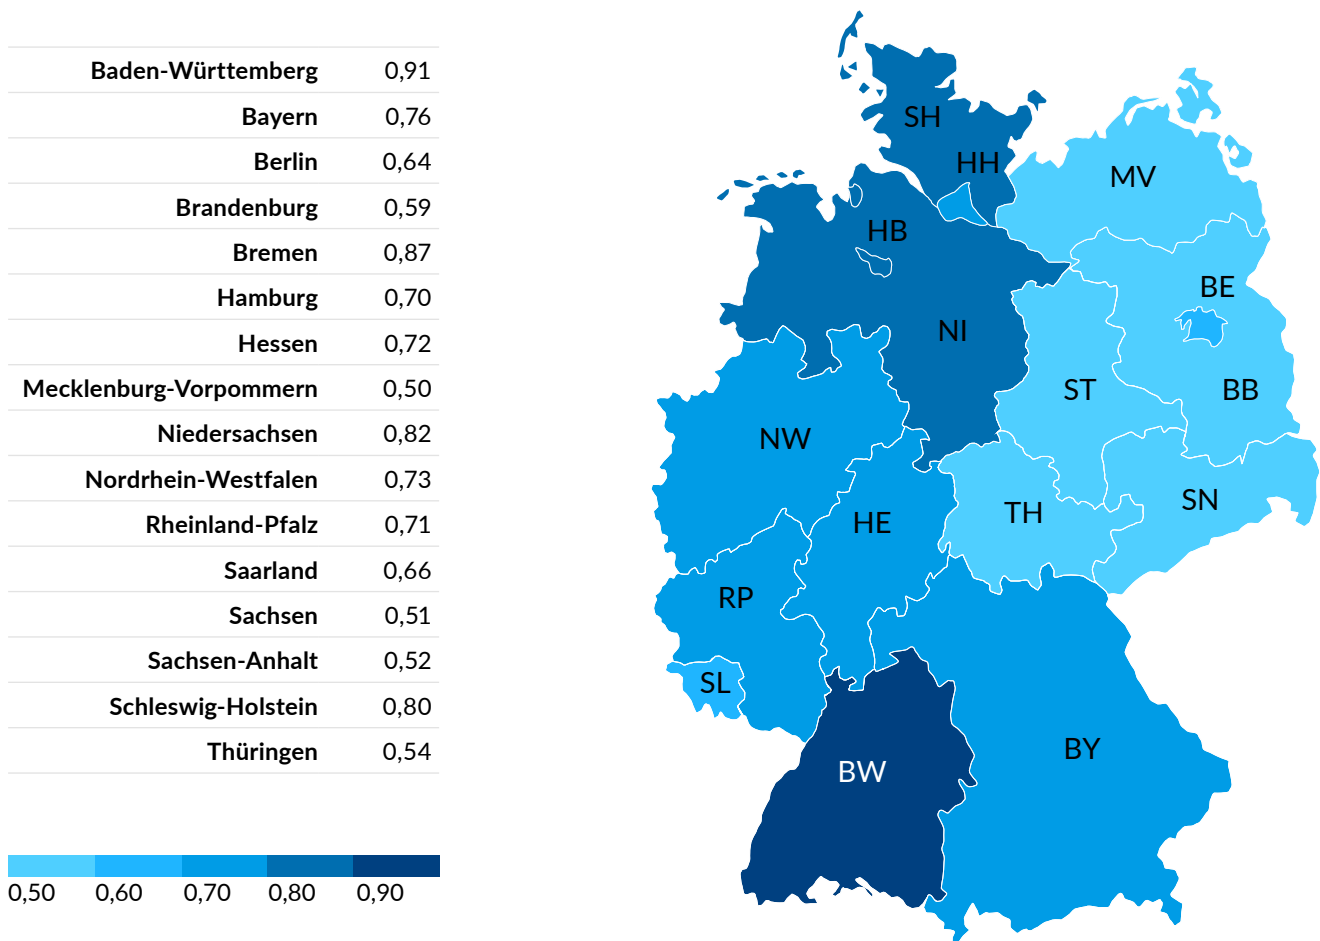 Baden-Württemberg 0,91
Bayern 0,76
Berlin 0,64
Brandenburg 0,59
Bremen 0,87
Hamburg 0,70
Hessen 0,72
Mecklenburg-Vorpommern 0,50
Niedersachsen 0,82
Nordrhein-Westfalen 0,73
Rheinland-Pfalz 0,71
Saarland 0,66
Sachsen 0,51
Sachsen-Anhalt 0,52
Schleswig-Holstein 0,80
Thüringen 0,54
0,50 0,60 0,70 0,80 0,90
SH
HH
MV
HB
BE
NI
ST
BB
NW
SN
TH
HE
RP
SL
BY
BW